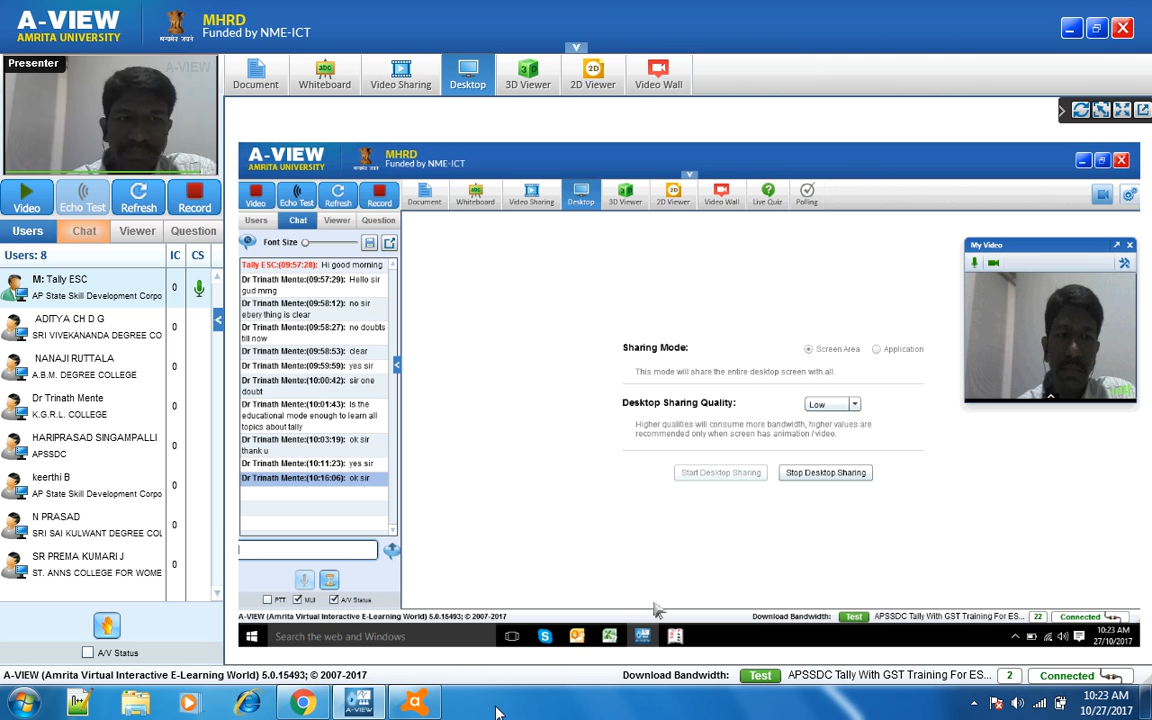 A-VIEW
AMRITA UNIVERSITY
MHRD
Funded by NME-ICT
Presenter
A-VIEW
Document
Whiteboard
Video Sharing
Desktop
3D Viewer
2D Viewer
Video Wall
Video
Echo Test
Refresh
Record
Users
Chat
Viewer
Question
Users: 8
IC
CS
M: Tally ESC
AP State Skill Development Corpo
0
ADITYA CH D G
SRI VIVEKANANDA DEGREE CO
0
NANAJI RUTTALA
A.B.M. DEGREE COLLEGE
0
Dr Trinath Mente
K.G.R.L. COLLEGE
0
HARIPRASAD SINGAMPALLI
APSSDC
0
keerthi B
AP State Skill Development Corpo
0
N PRASAD
SRI SAI KULWANT DEGREE COL
0
SR PREMA KUMARI J
ST. ANNS COLLEGE FOR WOME
0
A/V Status
A-VIEW
AMRITA UNIVERSITY
MHRD
Funded by NME-ICT
Video
Echo Test
Refresh
Record
Document
Whiteboard
Video Sharing
Desktop
3D Viewer
2D Viewer
Video Wall
Live Quiz
Polling
Users
Chat
Viewer
Question
Font Size
Tally ESC:(09:57:28): Hi good morning
Dr Trinath Mente:(09:57:29): Hello sir
gud mrng
Dr Trinath Mente:(09:58:12): no sir
ebery thing is clear
Dr Trinath Mente:(09:58:27): no doubts
till now
Dr Trinath Mente:(09:58:53): clear
Dr Trinath Mente:(09:59:59): yes sir
Dr Trinath Mente:(10:00:42): sir one
doubt
Dr Trinath Mente:(10:01:43): Is the
educational mode enough to learn all
topics about tally
Dr Trinath Mente:(10:03:19): ok sir
thank u
Dr Trinath Mente:(10:11:23): yes sir
Dr Trinath Mente:(10:16:06): ok sir
PTT
MUI
A/V Status
Sharing Mode:
Screen Area
Application
This mode will share the entire desktop screen with all.
Desktop Sharing Quality:
Low
Higher qualities will consume more bandwidth, higher values are
recommended only when screen has animation / video.
Start Desktop Sharing
Stop Desktop Sharing
My Video
A-VIEW (Amrita Virtual Interactive E-Learning World) 5.0.15493; © 2007-2017
Download Bandwidth:
Test
APSSDC Tally With GST Training For ES...
22
Connected
Search the web and Windows
10:23 AM
27/10/2017
A-VIEW (Amrita Virtual Interactive E-Learning World); © 2007-2017
Download Bandwidth:
Test
APSSDC Tally With GST Training For ES...
2
Connected
A-VIEW
10:23 AM
10/27/2017